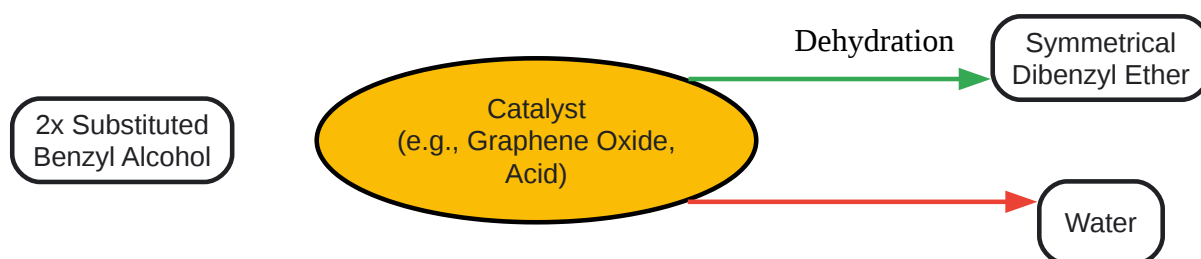 2x Substituted
Benzyl Alcohol
Catalyst
(e.g., Graphene Oxide,
Acid)
Dehydration
Symmetrical
Dibenzyl Ether
Water